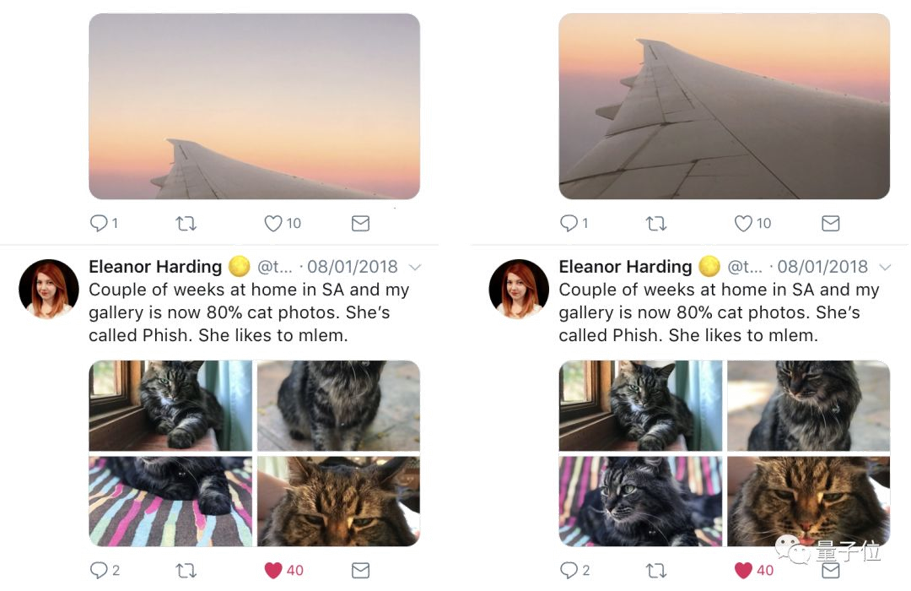 1 10
1 10
Eleanor Harding @t... · 08/01/2018
Couple of weeks at home in SA and my
gallery is now 80% cat photos. She's
called Phish. She likes to mlem.
2 40
Eleanor Harding @t... · 08/01/2018
Couple of weeks at home in SA and my
gallery is now 80% cat photos. She's
called Phish. She likes to mlem.
2 40
量子位